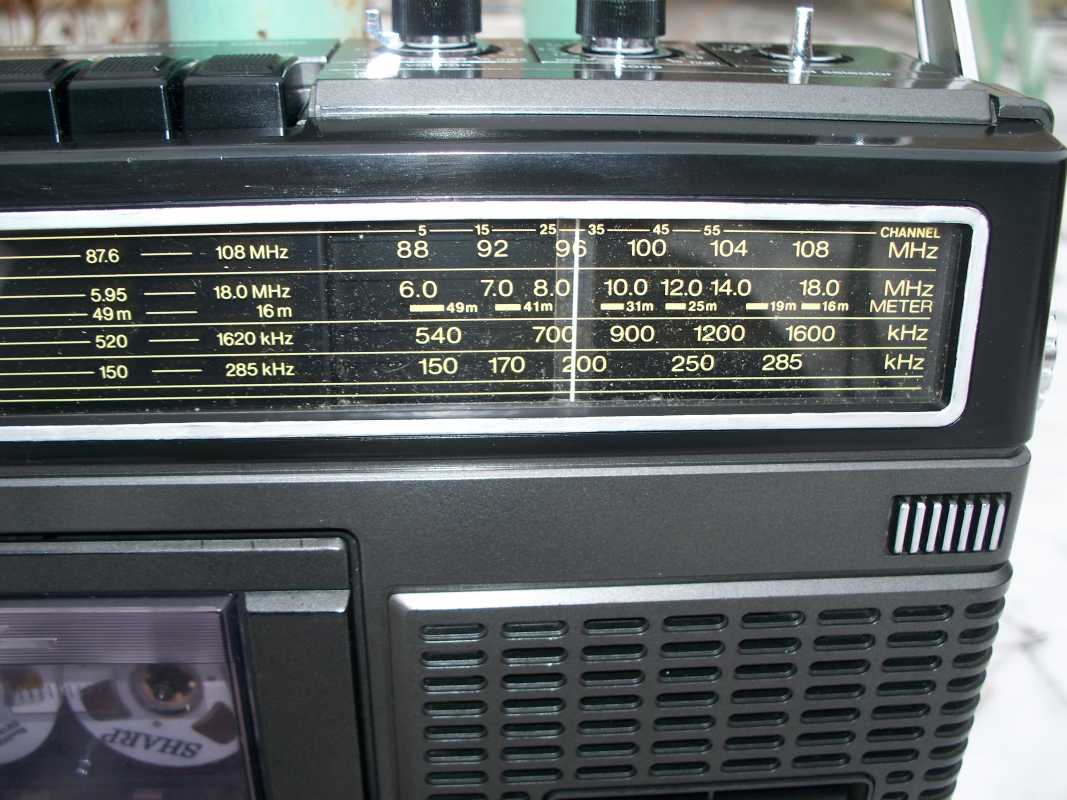 5 15 25 35 45 55 CHANNEL
87.6 108 MHz 88 92 96 100 104 108 MHz
5.95 18.0 MHz 6.0 7.0 8.0 10.0 12.0 14.0 18.0 MHz
49m 16m 49m 41m 31m 25m 19m 16m METER
520 1620 kHz 540 700 900 1200 1600 kHz
150 285 kHz 150 170 200 250 285 kHz
SHARP